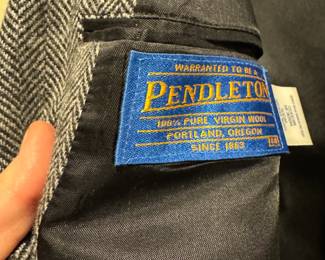 WARRANTED TO BE A
PENDLETON
100% PURE VIRGIN WOOL
PORTLAND, OREGON
SINCE 1863